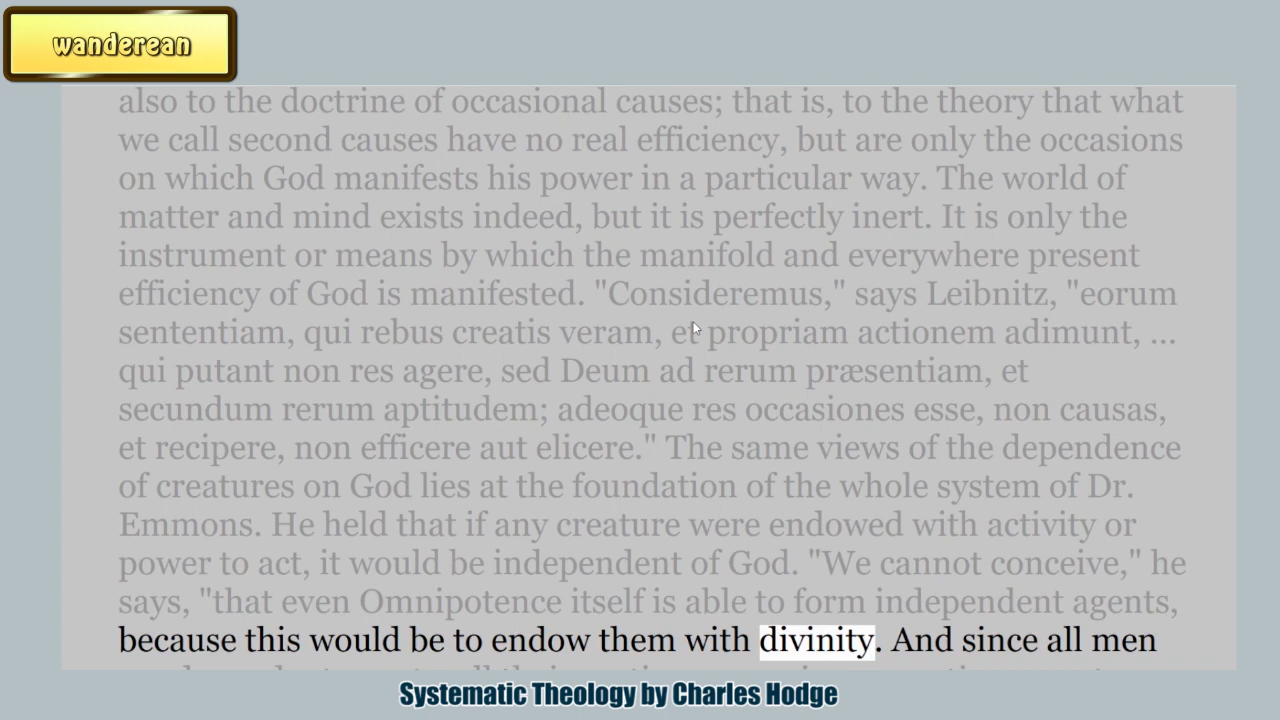 wanderean
also to the doctrine of occasional causes; that is, to the theory that what
we call second causes have no real efficiency, but are only the occasions
on which God manifests his power in a particular way. The world of
matter and mind exists indeed, but it is perfectly inert. It is only the
instrument or means by which the manifold and everywhere present
efficiency of God is manifested. "Consideremus," says Leibnitz, "eorum
sententiam, qui rebus creatis veram, et propriam actionem adimunt, ...
qui putant non res agere, sed Deum ad rerum præsentiam, et
secundum rerum aptitudem; adeoque res occasiones esse, non causas,
et recipere, non efficere aut elicere." The same views of the dependence
of creatures on God lies at the foundation of the whole system of Dr.
Emmons. He held that if any creature were endowed with activity or
power to act, it would be independent of God. "We cannot conceive," he
says, "that even Omnipotence itself is able to form independent agents,
because this would be to endow them with divinity. And since all men
Systematic Theology by Charles Hodge